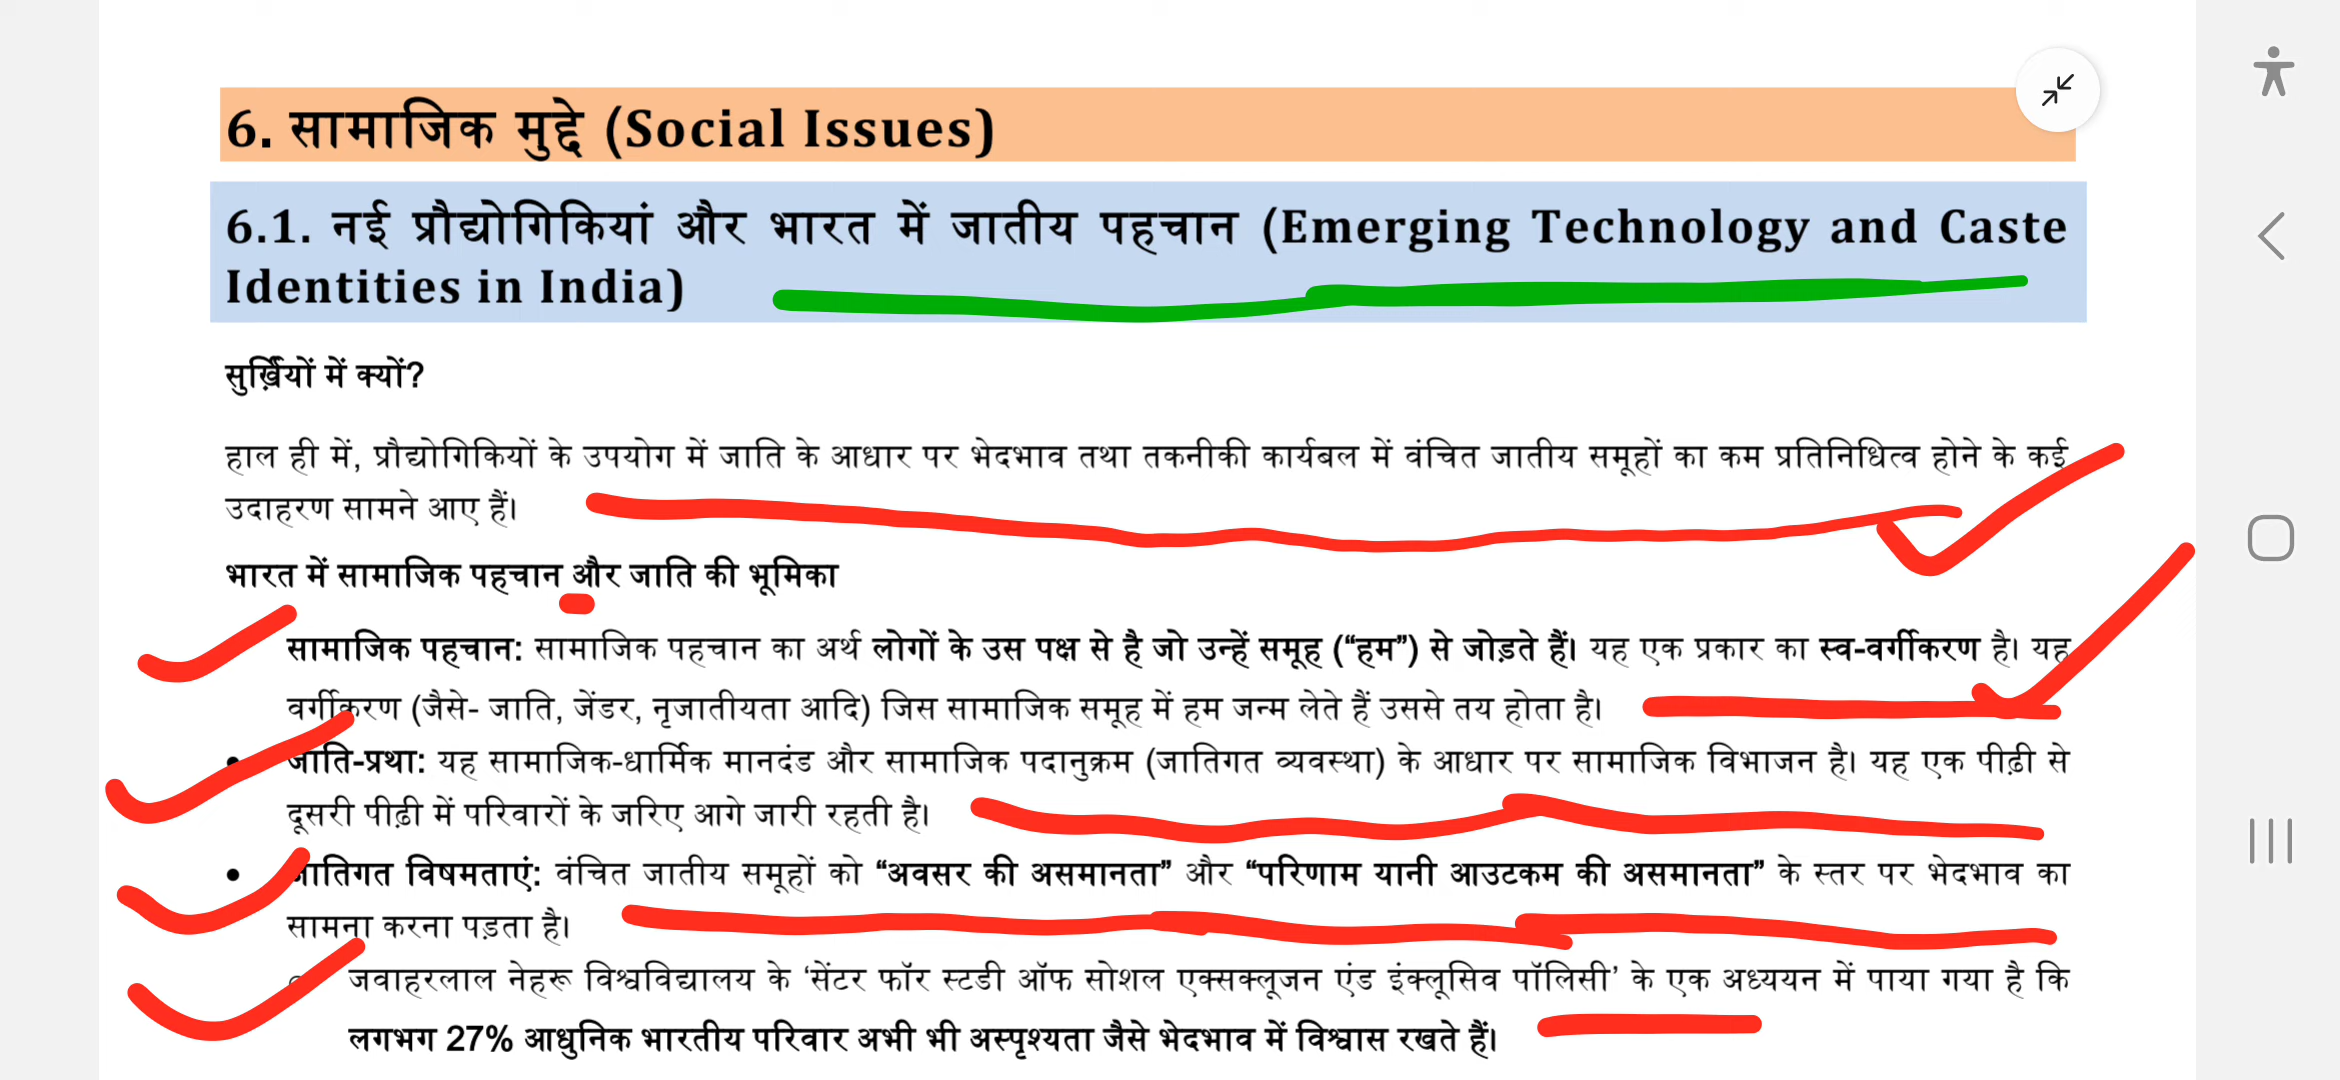 6. सामाजिक मुद्दे (Social Issues)
6.1. नई प्रौद्योगिकियां और भारत में जातीय पहचान (Emerging Technology and Caste
Identities in India)
सुर्ख़ियों में क्यों?
हाल ही में, प्रौद्योगिकियों के उपयोग में जाति के आधार पर भेदभाव तथा तकनीकी कार्यबल में वंचित जातीय समूहों का कम प्रतिनिधित्व होने के कई
उदाहरण सामने आए हैं।
भारत में सामाजिक पहचान और जाति की भूमिका
सामाजिक पहचान: सामाजिक पहचान का अर्थ लोगों के उस पक्ष से है जो उन्हें समूह (“हम”) से जोड़ते हैं। यह एक प्रकार का स्व-वर्गीकरण है। यह
वर्गीकरण (जैसे- जाति, जेंडर, नृजातीयता आदि) जिस सामाजिक समूह में हम जन्म लेते हैं उससे तय होता है।
• जाति-प्रथा: यह सामाजिक-धार्मिक मानदंड और सामाजिक पदानुक्रम (जातिगत व्यवस्था) के आधार पर सामाजिक विभाजन है। यह एक पीढ़ी से
दूसरी पीढ़ी में परिवारों के जरिए आगे जारी रहती है।
• जातिगत विषमताएं: वंचित जातीय समूहों को “अवसर की असमानता” और “परिणाम यानी आउटकम की असमानता” के स्तर पर भेदभाव का
सामना करना पड़ता है।
जवाहरलाल नेहरू विश्वविद्यालय के ‘सेंटर फॉर स्टडी ऑफ सोशल एक्सक्लूजन एंड इंक्लूसिव पॉलिसी’ के एक अध्ययन में पाया गया है कि
लगभग 27% आधुनिक भारतीय परिवार अभी भी अस्पृश्यता जैसे भेदभाव में विश्वास रखते हैं।